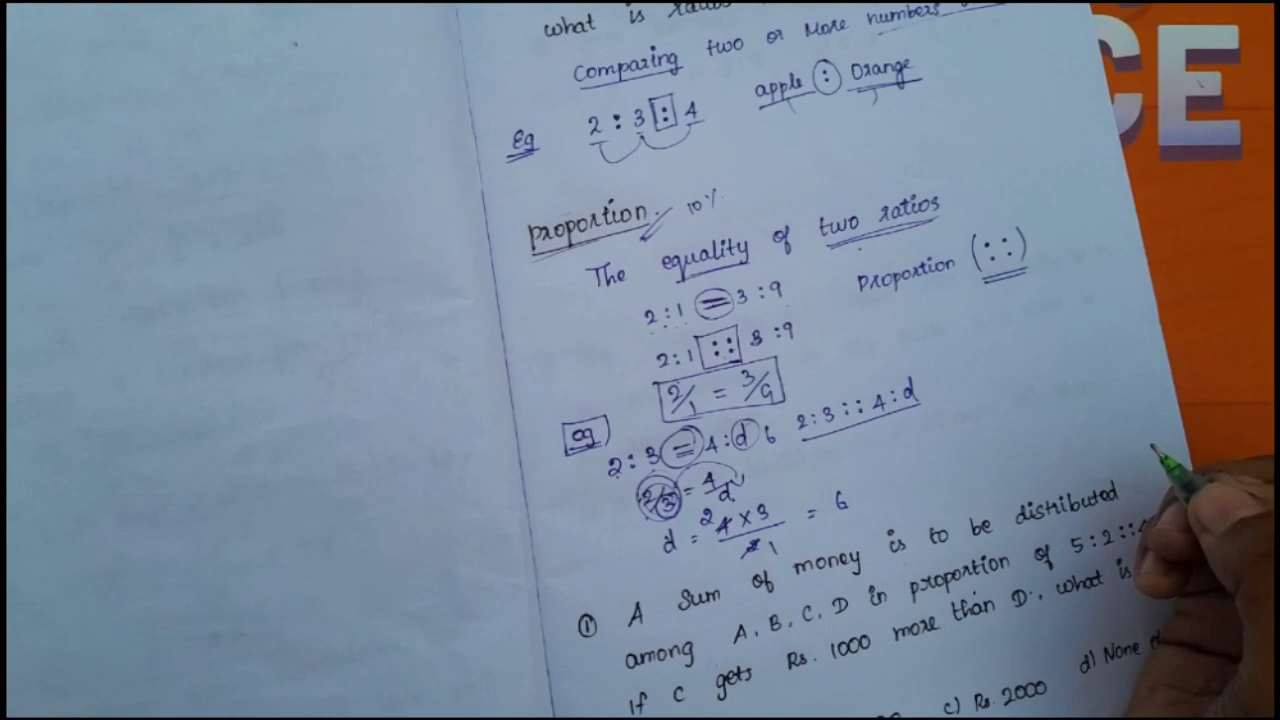 what is ratios
Comparing two or More numbers
Eg 2 : 3 : 4 apple : Orange
CE
proportion. 10%
The equality of two ratios
2 : 1 = 3 : 9 proportion (::)
2 : 1 :: 3 : 9
2/1 = 3/9
eg
2 : 3 = 4 : d 6 2 : 3 :: 4 : d
2/3 = 4/d
d = 2 4 x 3 / 2 1 = 6
① A Sum of money is to be distributed
among A, B, C, D in proportion of 5 : 2 ::
If C gets Rs. 1000 more than D, what is
c) Rs. 2000 d) None